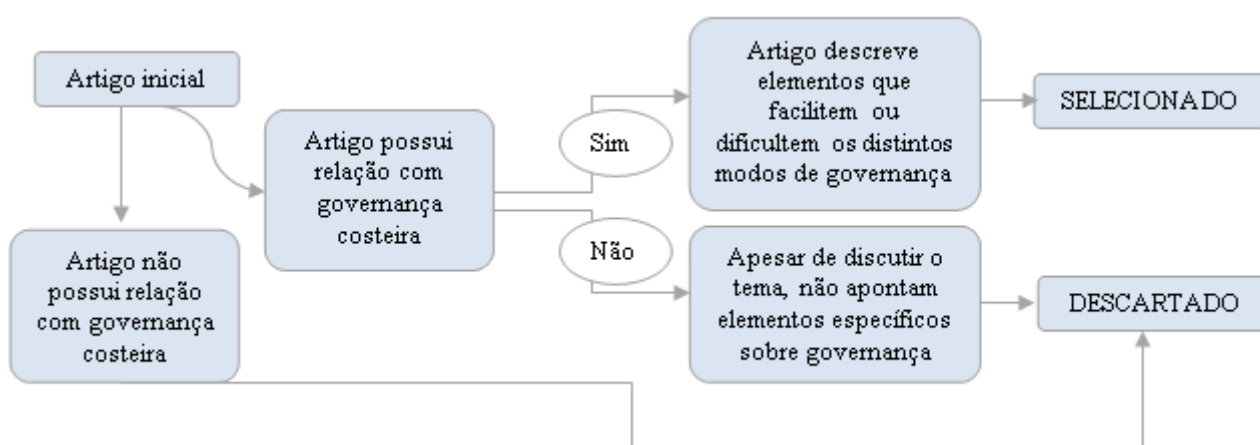 Artigo inicial
Artigo não
possui relação
com governança
costeira
Artigo possui
relação com
governança
costeira
Sim
Não
Artigo descreve
elementos que
facilitem ou
dificultem os distintos
modos de governança
Apesar de discutir o
tema, não apontam
elementos específicos
sobre governança
SELECIONADO
DESCARTADO